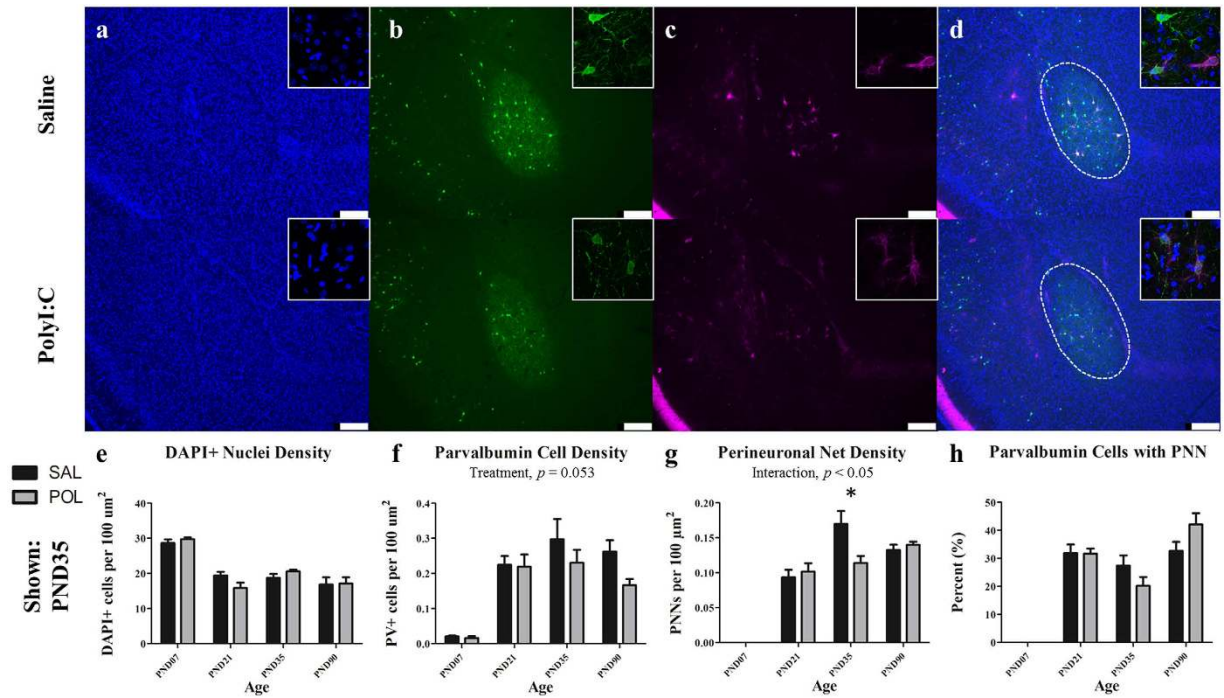 a b c d
Saline
PolyI:C
Shown:
PND35
SAL
POL
e DAPI+ Nuclei Density
DAPI+ cells per 100 um²
40
30
20
10
0
PND07 PND21 PND35 PND90
Age
f Parvalbumin Cell Density
Treatment, p = 0.053
PV+ cells per 100 um²
0.4
0.3
0.2
0.1
0.0
PND07 PND21 PND35 PND90
Age
g Perineuronal Net Density
Interaction, p < 0.05
*
PNNs per 100 µm²
0.20
0.15
0.10
0.05
0.00
PND07 PND21 PND35 PND90
Age
h Parvalbumin Cells with PNN
Percent (%)
50
40
30
20
10
0
PND07 PND21 PND35 PND90
Age